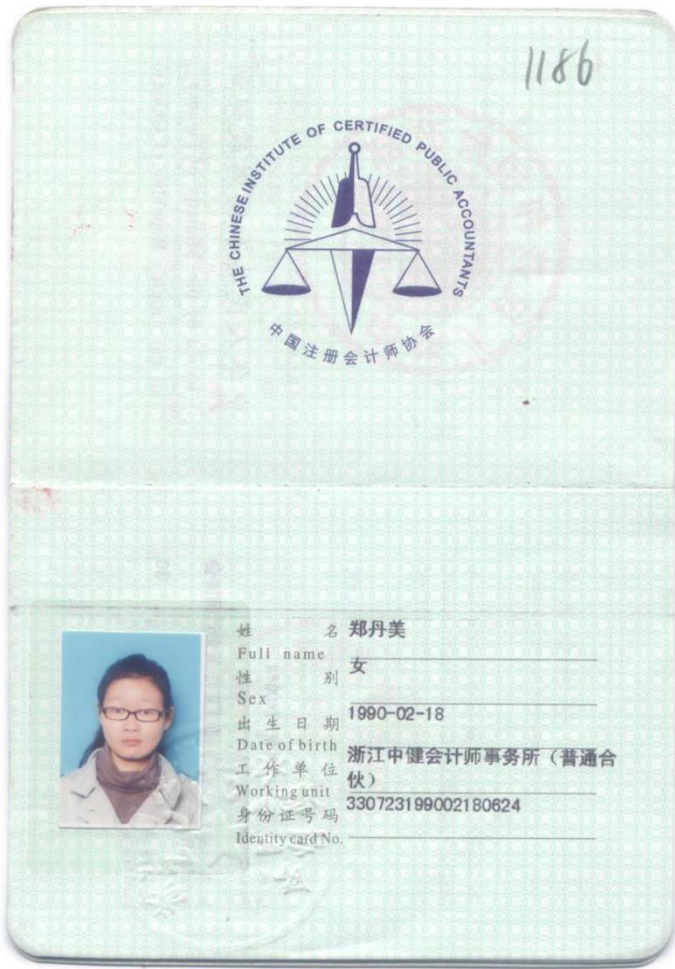 1186
THE CHINESE INSTITUTE OF CERTIFIED PUBLIC ACCOUNTANTS
中国注册会计师协会
姓 名 郑丹美
Full name
性 别 女
Sex
出生日期 1990-02-18
Date of birth
工作单位 浙江中健会计师事务所（普通合
Working unit 伙）
身份证号码 330723199002180624
Identity card No.